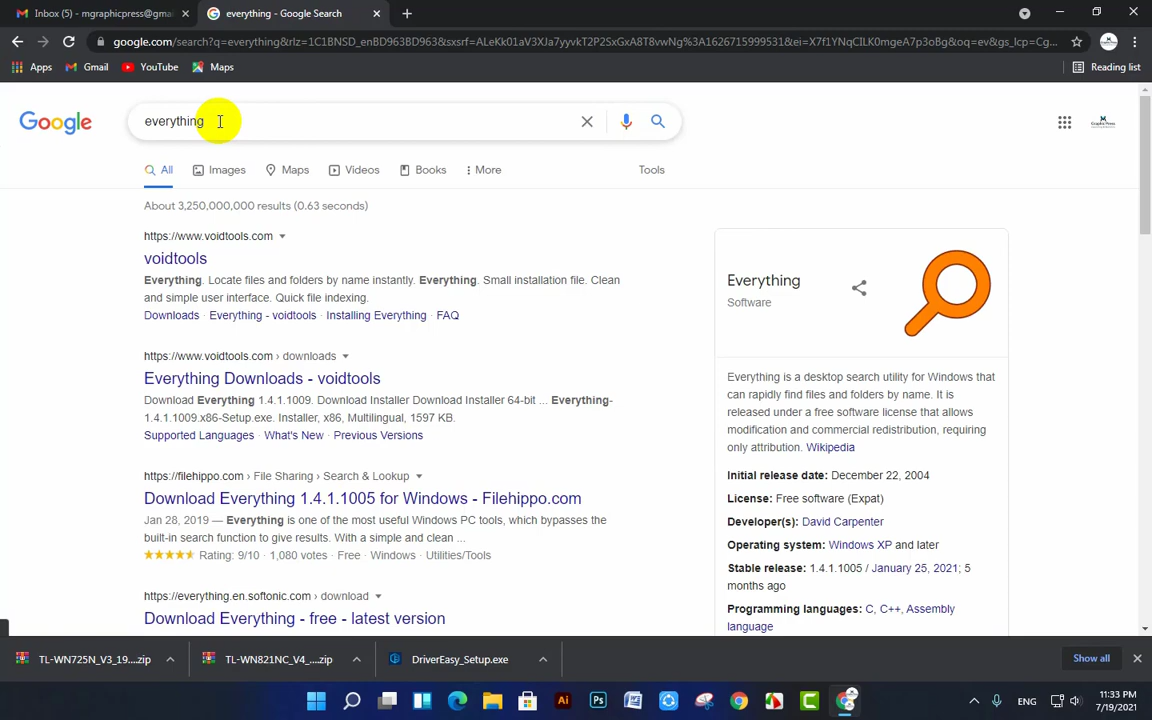 Inbox (5) - mgraphicpress@gma
everything - Google Search
google.com/search?q=everything&rlz=1C1BNSD_enBD963BD963&sxsrf=ALeKk01aV3XJa7yyvkT2P2SxGxA8T8vwNg%3A1626715999531&ei=X7f1YNqCILK0mgeA7p3oBg&oq=ev&gs_lcp=Cg...
Apps Gmail YouTube Maps Reading list
Google everything
All Images Maps Videos Books More Tools
About 3,250,000,000 results (0.63 seconds)
https://www.voidtools.com
voidtools
Everything. Locate files and folders by name instantly. Everything. Small installation file. Clean
and simple user interface. Quick file indexing.
Downloads · Everything - voidtools · Installing Everything · FAQ
https://www.voidtools.com › downloads
Everything Downloads - voidtools
Download Everything 1.4.1.1009. Download Installer Download Installer 64-bit ... Everything-
1.4.1.1009.x86-Setup.exe. Installer, x86, Multilingual, 1597 KB.
Supported Languages · What's New · Previous Versions
https://filehippo.com › File Sharing › Search & Lookup
Download Everything 1.4.1.1005 for Windows - Filehippo.com
Jan 28, 2019 — Everything is one of the most useful Windows PC tools, which bypasses the
built-in search function to give results. With a simple and clean ...
Rating: 9/10 · 1,080 votes · Free · Windows · Utilities/Tools
https://everything.en.softonic.com › download
Download Everything - free - latest version
Everything
Software
Everything is a desktop search utility for Windows that
can rapidly find files and folders by name. It is
released under a free software license that allows
modification and commercial redistribution, requiring
only attribution. Wikipedia
Initial release date: December 22, 2004
License: Free software (Expat)
Developer(s): David Carpenter
Operating system: Windows XP and later
Stable release: 1.4.1.1005 / January 25, 2021; 5
months ago
Programming languages: C, C++, Assembly
language
TL-WN725N_V3_19....zip TL-WN821NC_V4_...zip DriverEasy_Setup.exe Show all
ENG 11:33 PM
7/19/2021